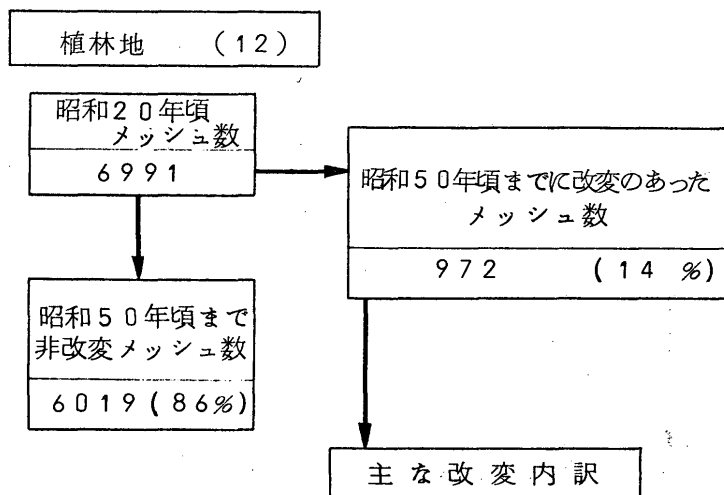 植林地 (12)
昭和20年頃
メッシュ数
6991
昭和50年頃までに改変のあった
メッシュ数
972 (14%)
昭和50年頃まで
非改変メッシュ数
6019(86%)
主な改変内訳